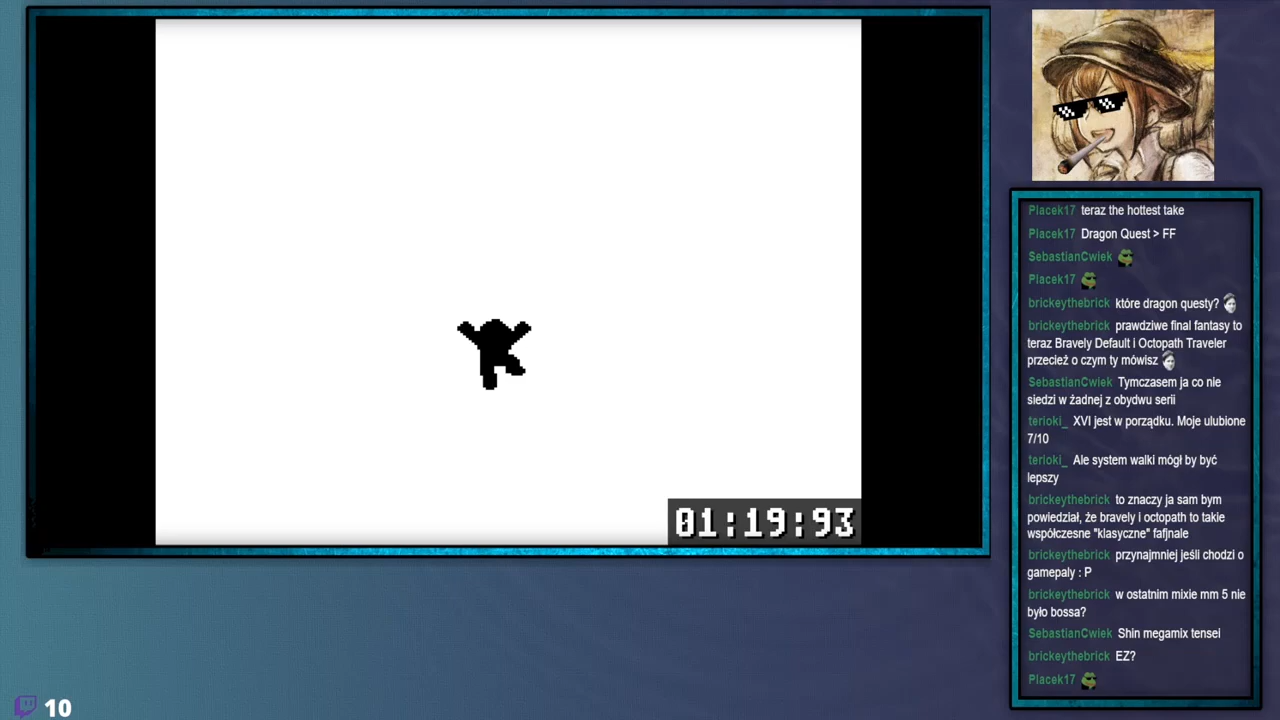 01:19:93
Placek17 teraz the hottest take
Placek17 Dragon Quest > FF
SebastianCwiek
Placek17
brickeythebrick które dragon questy?
brickeythebrick prawdziwe final fantasy to
teraz Bravely Default i Octopath Traveler
przecież o czym ty mówisz
SebastianCwiek Tymczasem ja co nie
siedzi w żadnej z obydwu serii
terioki_ XVI jest w porządku. Moje ulubione
7/10
terioki_ Ale system walki mógł by być
lepszy
brickeythebrick to znaczy ja sam bym
powiedział, że bravely i octopath to takie
współczesne "klasyczne" fafjnale
brickeythebrick przynajmniej jeśli chodzi o
gamepaly : P
brickeythebrick w ostatnim mixie mm 5 nie
było bossa?
SebastianCwiek Shin megamix tensei
brickeythebrick EZ?
Placek17
10